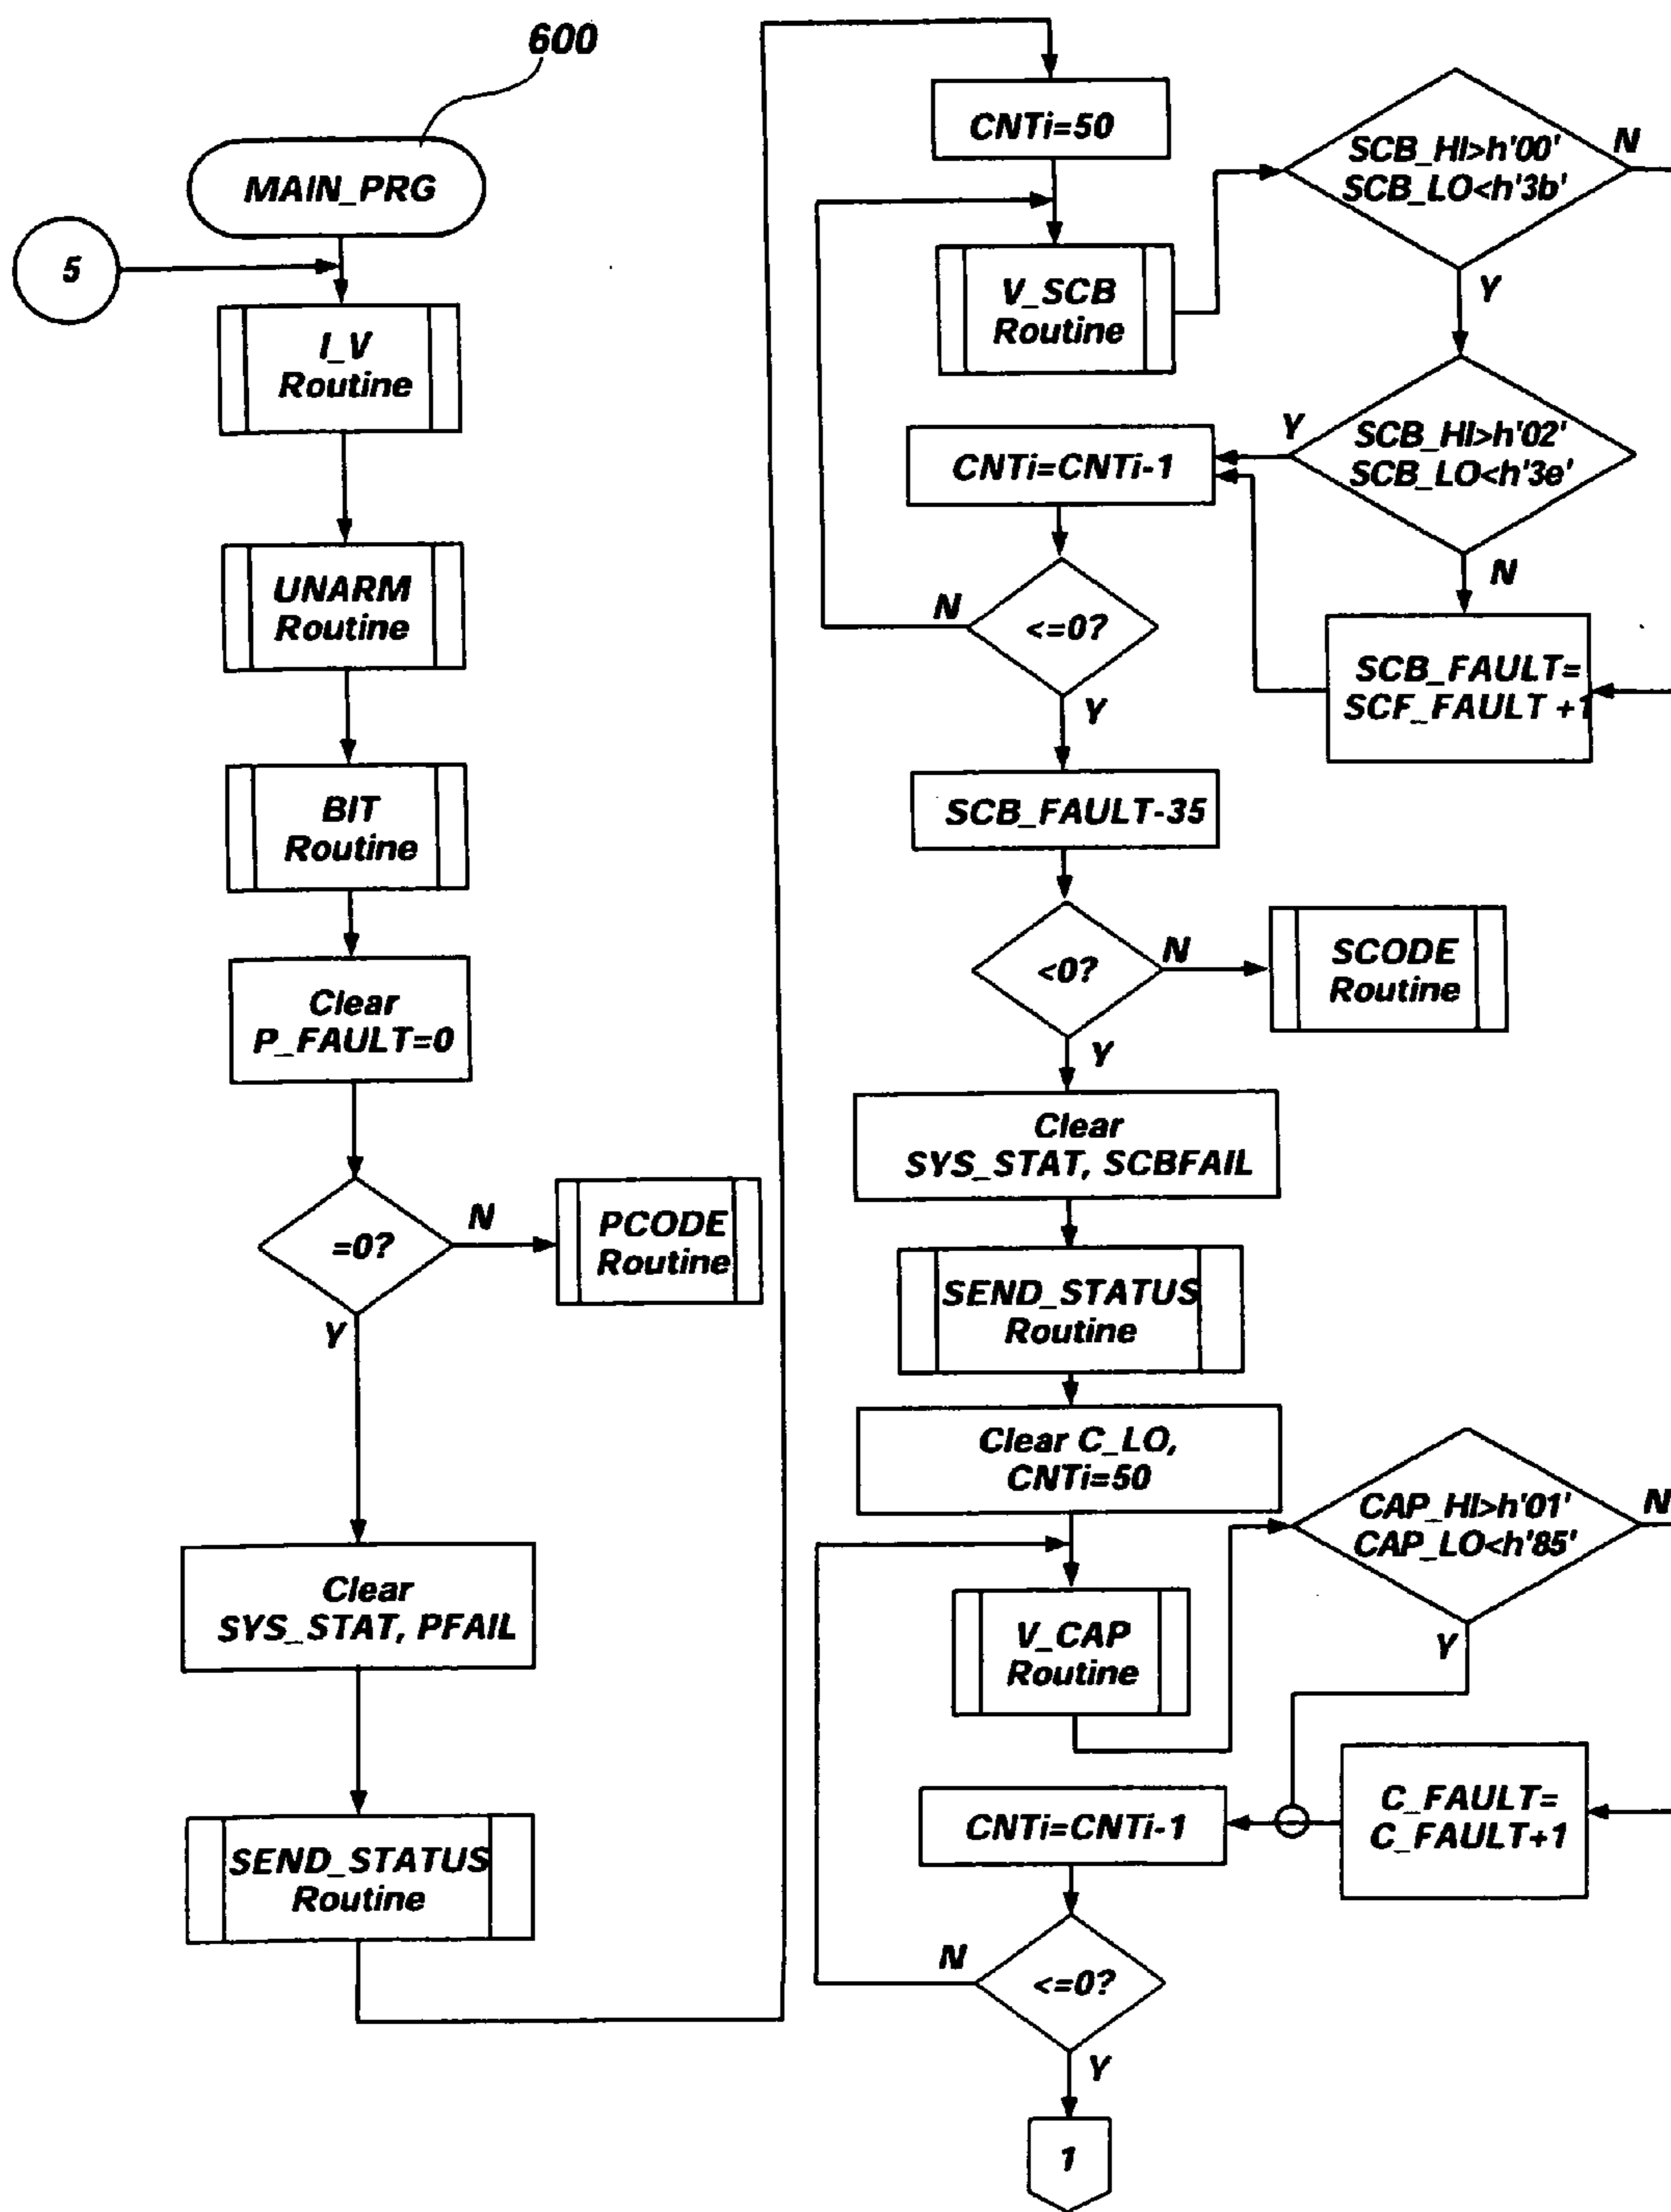 600
MAIN_PRG
5
I_V
Routine
UNARM
Routine
BIT
Routine
Clear
P_FAULT=0
=0?
N
PCODE
Routine
Y
Clear
SYS_STAT, PFAIL
SEND_STATUS
Routine
CNTi=50
V_SCB
Routine
SCB_HI>h'00'
SCB_LO<h'3b'
N
Y
SCB_HI>h'02'
SCB_LO<h'3e'
Y
N
CNTi=CNTi-1
SCB_FAULT=
SCF_FAULT +1
<=0?
N
Y
SCB_FAULT-35
<0?
N
SCODE
Routine
Y
Clear
SYS_STAT, SCBFAIL
SEND_STATUS
Routine
Clear C_LO,
CNTi=50
V_CAP
Routine
CAP_HI>h'01'
CAP_LO<h'85'
N
Y
C_FAULT=
C_FAULT+1
CNTi=CNTi-1
<=0?
N
Y
1